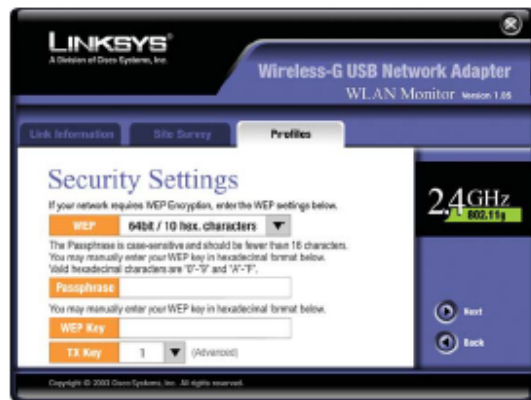 LINKSYS®
A Division of Cisco Systems, Inc.
Wireless-G USB Network Adapter
WLAN Monitor Version 1.05
Link Information
Site Survey
Profiles
Security Settings
If your network requires WEP Encryption, enter the WEP settings below.
WEP 64bit / 10 hex. characters
The Passphrase is case-sensitive and should be fewer than 16 characters.
You may manually enter your WEP key in hexadecimal format below.
Valid hexadecimal characters are "0"-"9" and "A"-"F".
Passphrase
You may manually enter your WEP key in hexadecimal format below.
WEP Key
TX Key 1 (Advanced)
2.4GHz
802.11g
Next
Back
Copyright © 2003 Cisco Systems, Inc. All rights reserved.